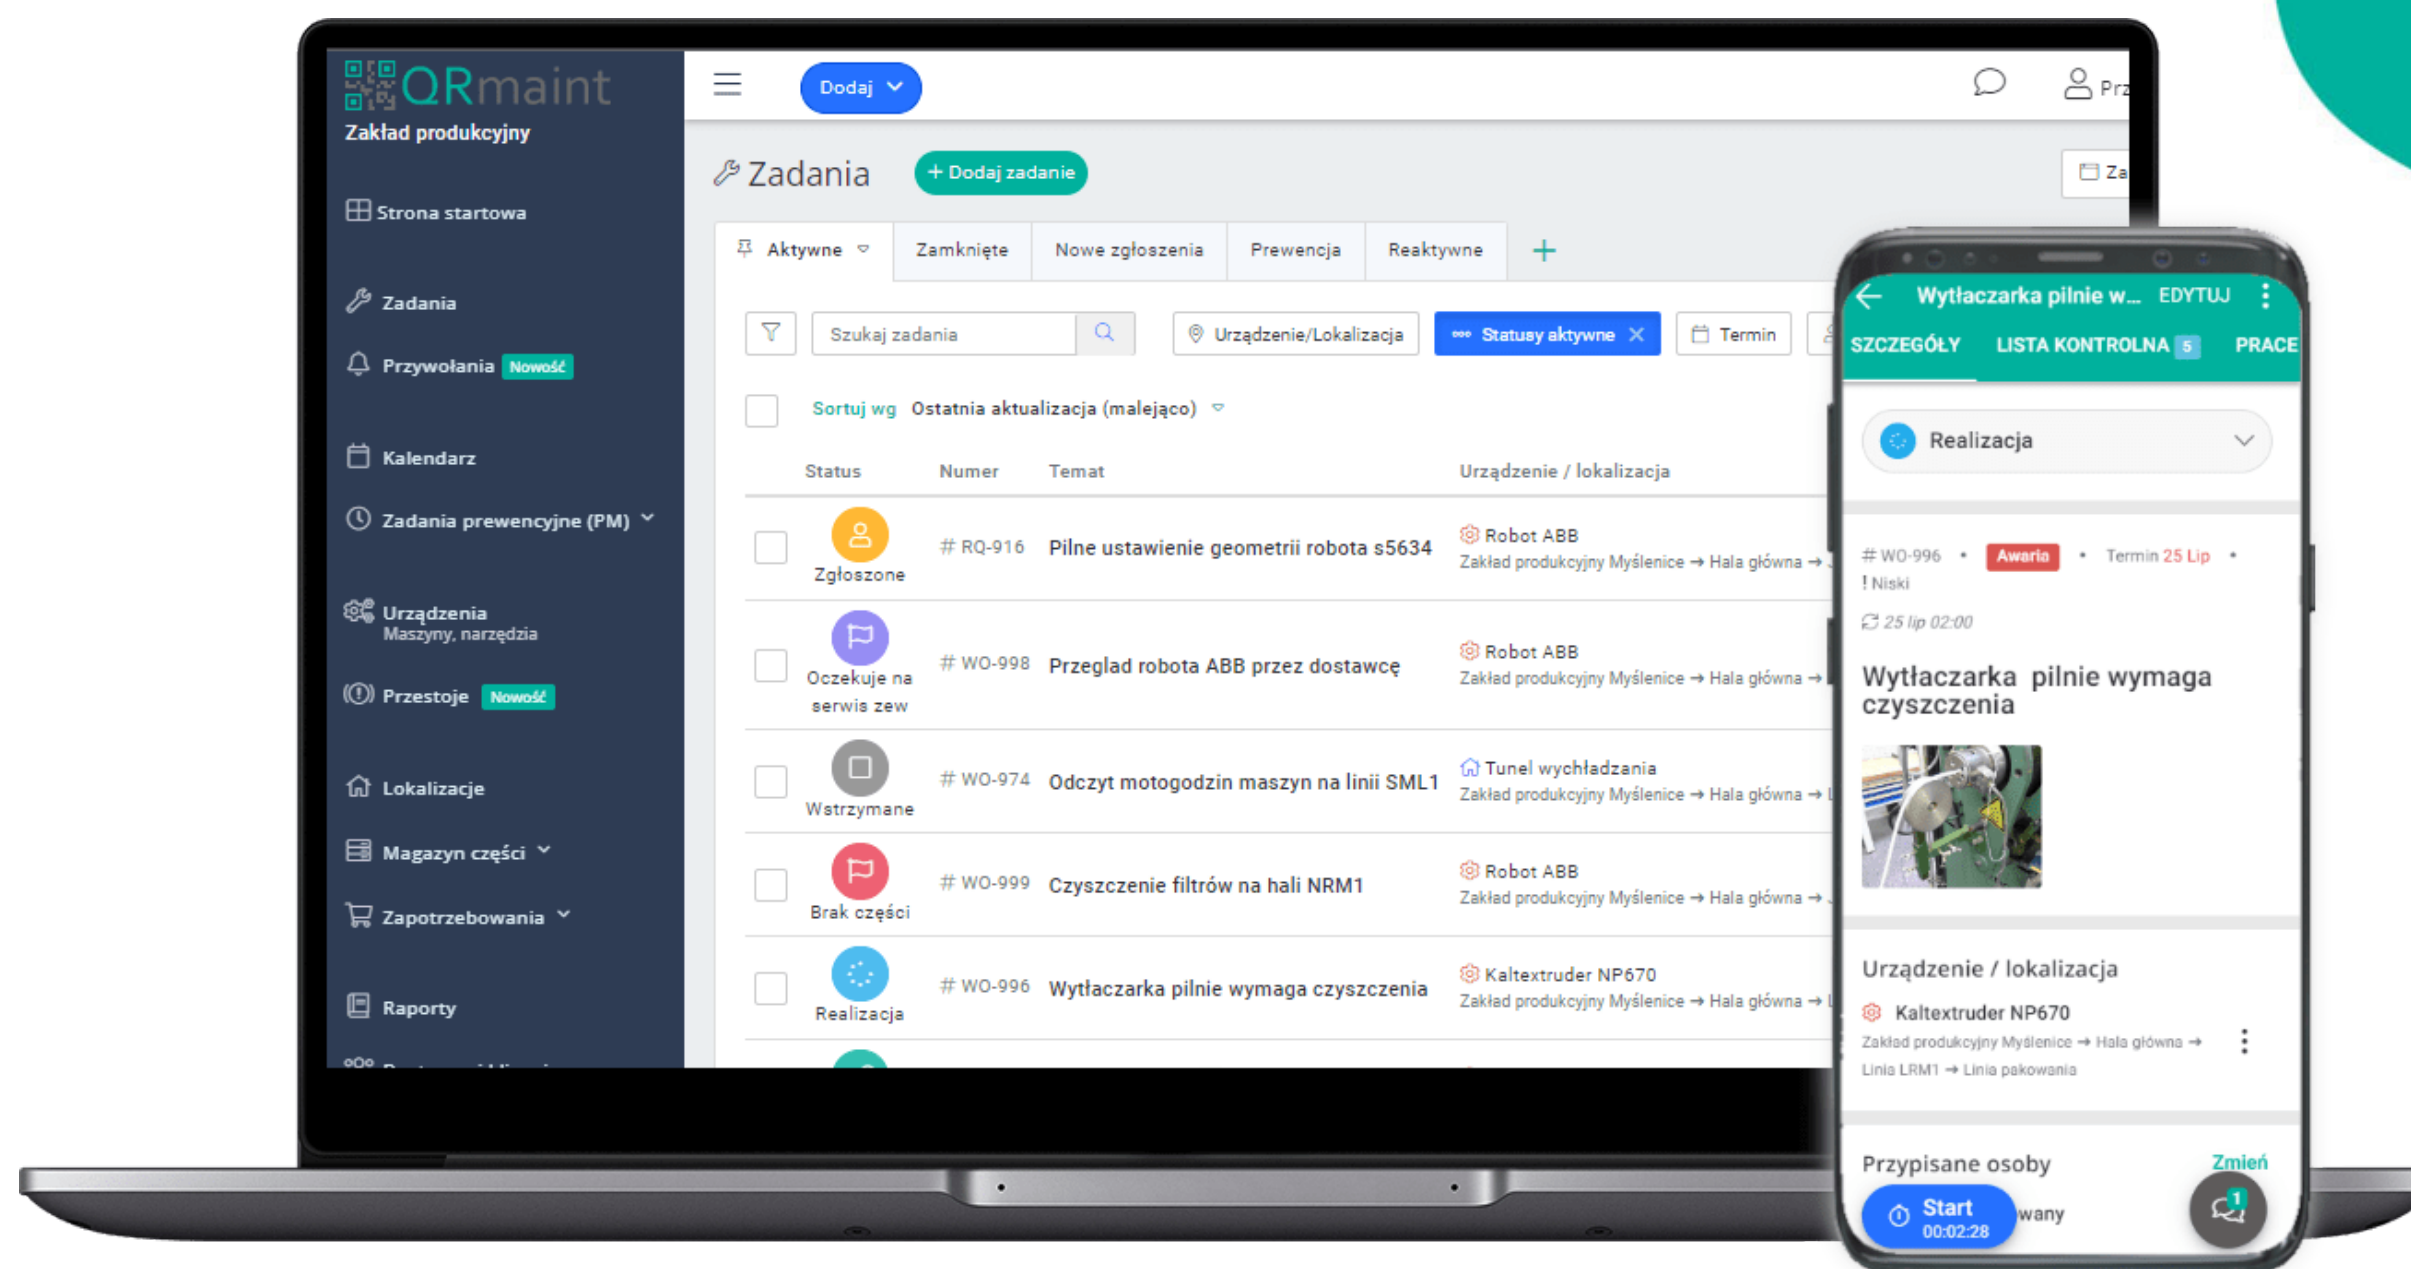 QRmaint
Zakład produkcyjny
Strona startowa
Zadania
Przywołania Nowość
Kalendarz
Zadania prewencyjne (PM)
Urządzenia
Maszyny, narzędzia
Przestoje Nowość
Lokalizacje
Magazyn części
Zapotrzebowania
Raporty
Dodaj
Prz
Zadania + Dodaj zadanie
Za
Aktywne Zamknięte Nowe zgłoszenia Prewencja Reaktywne +
Szukaj zadania Urządzenie/Lokalizacja Statusy aktywne Termin
Sortuj wg Ostatnia aktualizacja (malejąco)
Status Numer Temat Urządzenie / lokalizacja
Zgłoszone # RQ-916 Pilne ustawienie geometrii robota s5634 Robot ABB
Zakład produkcyjny Myślenice → Hala główna →
Oczekuje na serwis zew # WO-998 Przeglad robota ABB przez dostawcę Robot ABB
Zakład produkcyjny Myślenice → Hala główna →
Wstrzymane # WO-974 Odczyt motogodzin maszyn na linii SML1 Tunel wychładzania
Zakład produkcyjny Myślenice → Hala główna →
Brak części # WO-999 Czyszczenie filtrów na hali NRM1 Robot ABB
Zakład produkcyjny Myślenice → Hala główna →
Realizacja # WO-996 Wytłaczarka pilnie wymaga czyszczenia Kaltextruder NP670
Zakład produkcyjny Myślenice → Hala główna →
Wytłaczarka pilnie w... EDYTUJ
SZCZEGÓŁY LISTA KONTROLNA 5 PRACE
Realizacja
# WO-996 • Awaria • Termin 25 Lip •
! Niski
25 lip 02:00
Wytłaczarka pilnie wymaga
czyszczenia
Urządzenie / lokalizacja
Kaltextruder NP670
Zakład produkcyjny Myślenice → Hala główna →
Linia LRM1 → Linia pakowania
Przypisane osoby Zmień
Start
00:02:28
wany
1